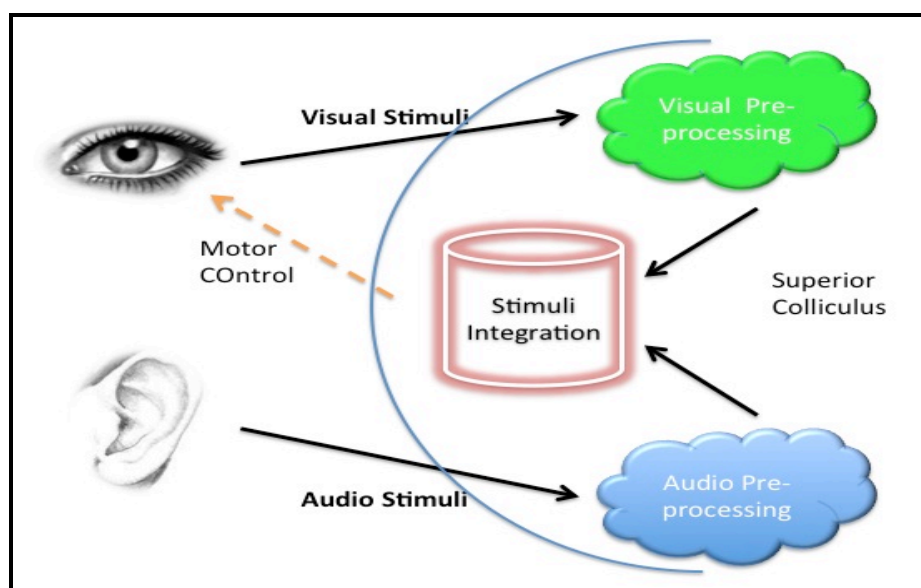 Visual Stimuli
Visual Pre-
processing
Motor
COntrol
Stimuli
Integration
Superior
Colliculus
Audio Stimuli
Audio Pre-
processing